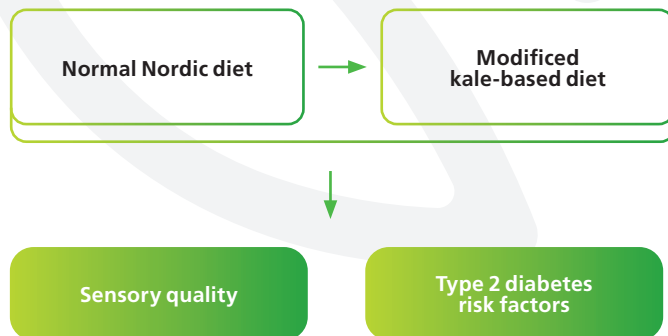 Normal Nordic diet
Modificed
kale-based diet
Sensory quality
Type 2 diabetes
risk factors